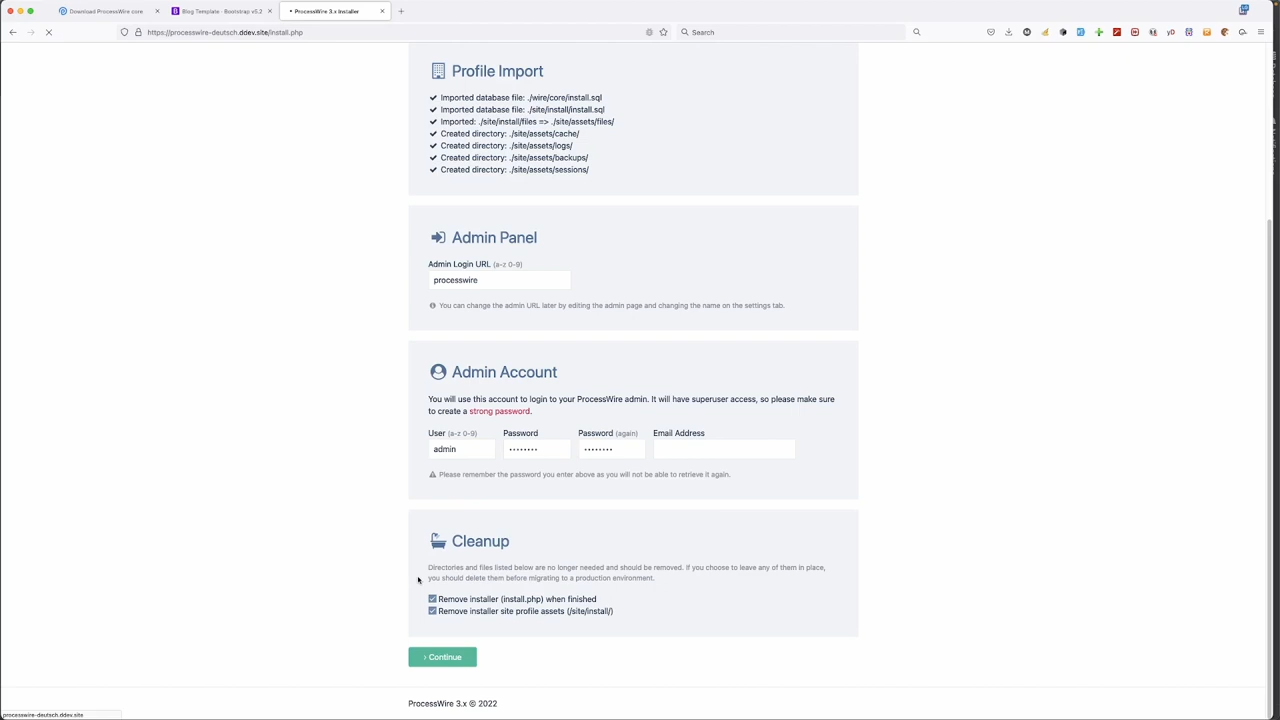 Download ProcessWire core
Blog Template · Bootstrap v5.2
ProcessWire 3.x Installer
https://processwire-deutsch.ddev.site/install.php
Search
Profile Import
Imported database file: ./wire/core/install.sql
Imported database file: ./site/install/install.sql
Imported: ./site/install/files => ./site/assets/files/
Created directory: ./site/assets/cache/
Created directory: ./site/assets/logs/
Created directory: ./site/assets/backups/
Created directory: ./site/assets/sessions/
Admin Panel
Admin Login URL (a-z 0-9)
processwire
You can change the admin URL later by editing the admin page and changing the name on the settings tab.
Admin Account
You will use this account to login to your ProcessWire admin. It will have superuser access, so please make sure
to create a strong password.
User (a-z 0-9) Password Password (again) Email Address
admin •••••••• ••••••••
Please remember the password you enter above as you will not be able to retrieve it again.
Cleanup
Directories and files listed below are no longer needed and should be removed. If you choose to leave any of them in place,
you should delete them before migrating to a production environment.
Remove installer (install.php) when finished
Remove installer site profile assets (/site/install/)
› Continue
ProcessWire 3.x © 2022
processwire-deutsch.ddev.site